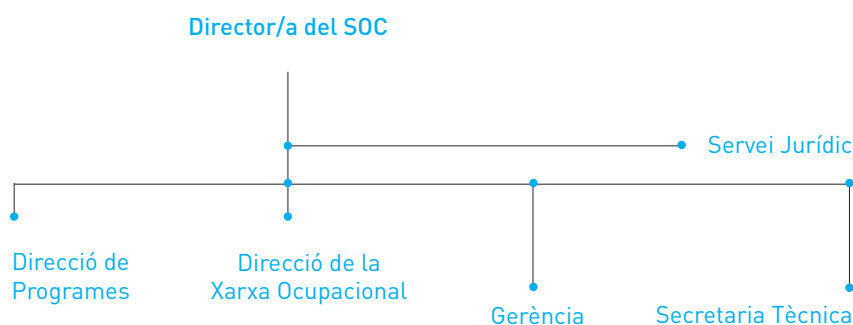 Director/a del SOC
Servei Jurídic
Direcció de
Programes
Direcció de la
Xarxa Ocupacional
Gerència
Secretaria Tècnica